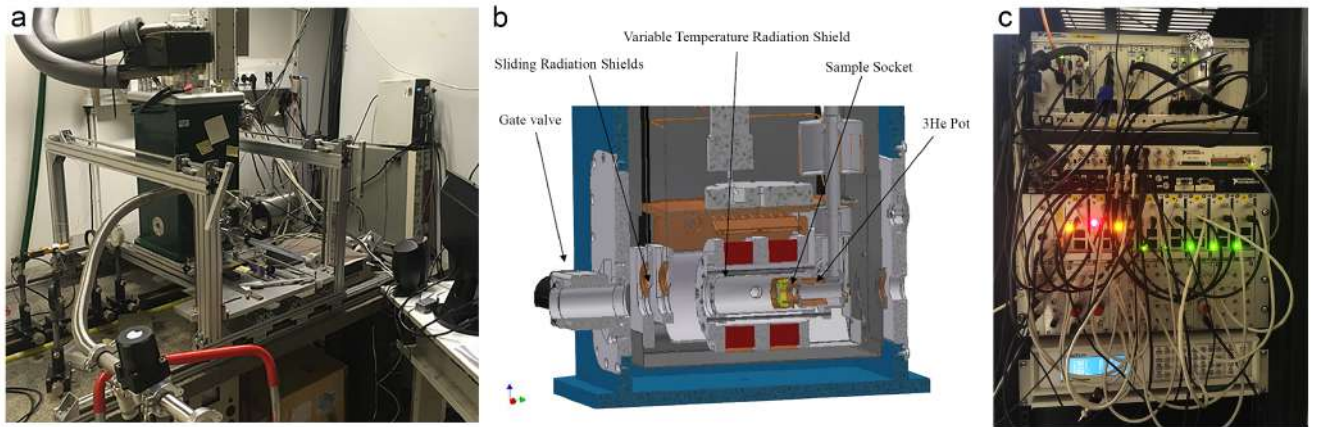 a
b
c
Variable Temperature Radiation Shield
Sliding Radiation Shields
Sample Socket
Gate valve
3He Pot